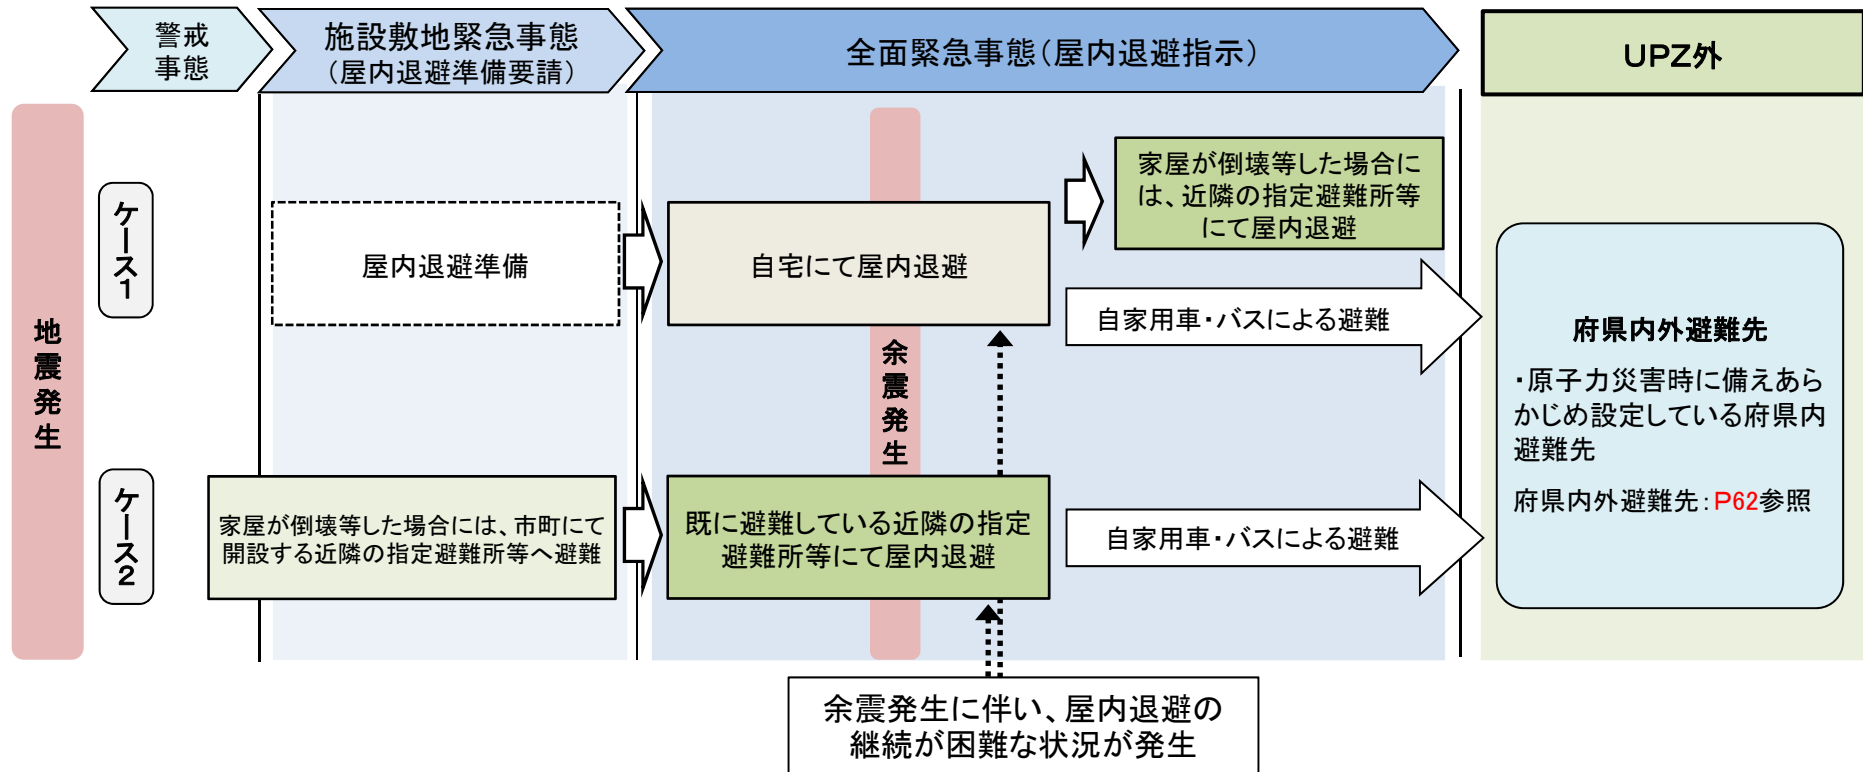 警戒
事態
施設敷地緊急事態
（屋内退避準備要請）
全面緊急事態（屋内退避指示）
UPZ外
地震発生
ケース1
屋内退避準備
自宅にて屋内退避
余震発生
家屋が倒壊等した場合に
は、近隣の指定避難所等
にて屋内退避
自家用車・バスによる避難
ケース2
家屋が倒壊等した場合には、市町にて
開設する近隣の指定避難所等へ避難
既に避難している近隣の指定
避難所等にて屋内退避
自家用車・バスによる避難
府県内外避難先
・原子力災害時に備えあら
かじめ設定している府県内
避難先
府県内外避難先：P62参照
余震発生に伴い、屋内退避の
継続が困難な状況が発生